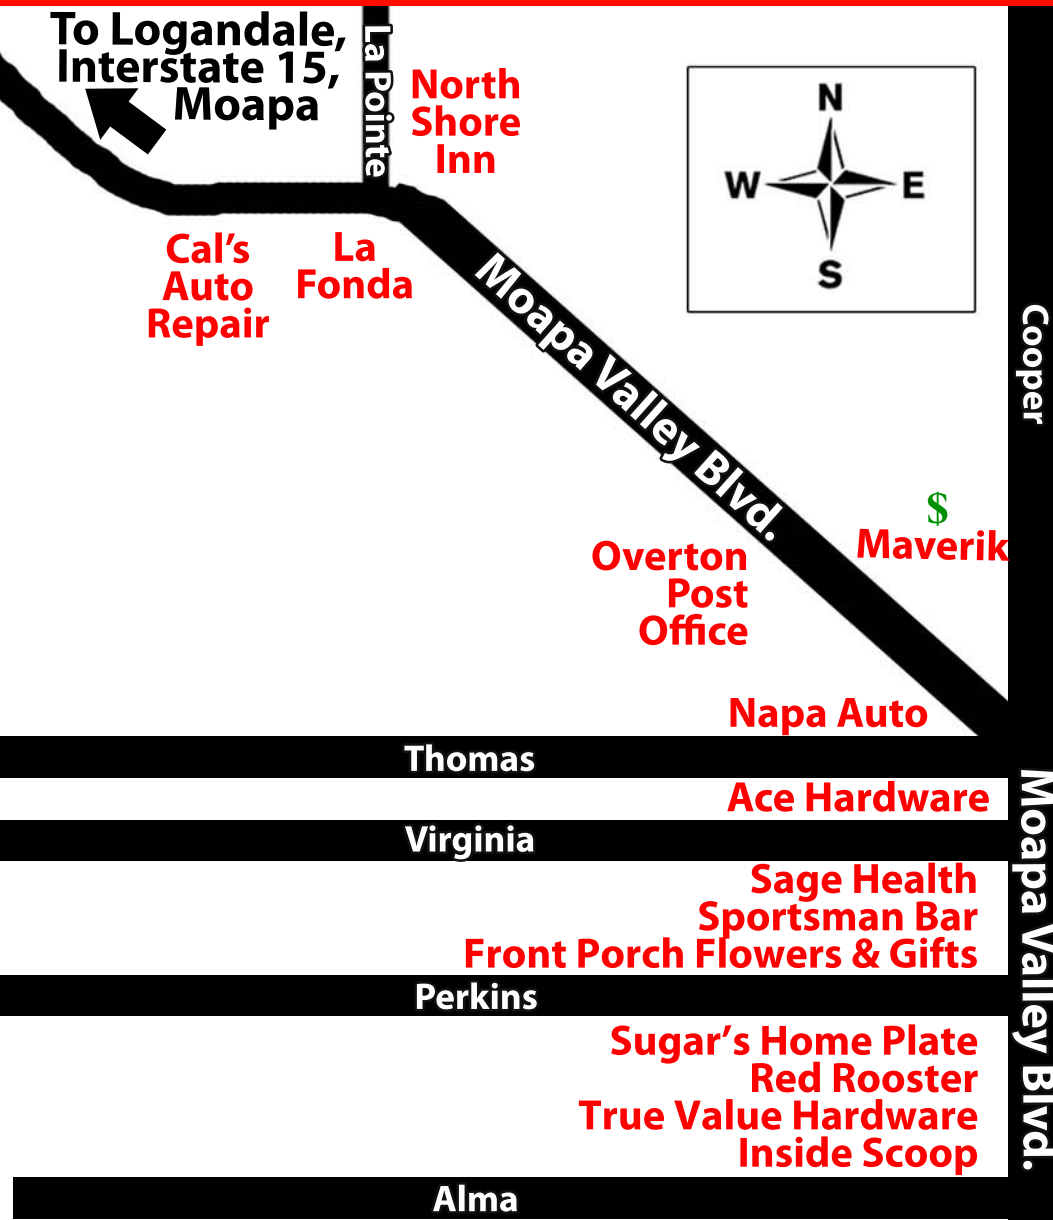 To Logandale,
Interstate 15,
Moapa
La Pointe
North
Shore
Inn
N
W
E
S
Cal’s
Auto
Repair
La
Fonda
Moapa Valley Blvd.
Cooper
$
Maverik
Overton
Post
Office
Napa Auto
Thomas
Ace Hardware
Virginia
Moapa Valley Blvd.
Sage Health
Sportsman Bar
Front Porch Flowers & Gifts
Perkins
Sugar’s Home Plate
Red Rooster
True Value Hardware
Inside Scoop
Alma